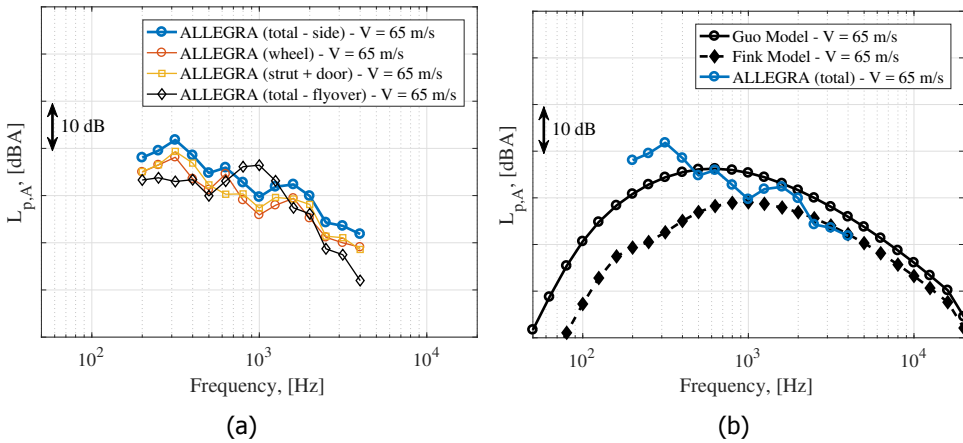 ALLEGRA (total - side) - V = 65 m/s
ALLEGRA (wheel) - V = 65 m/s
ALLEGRA (strut + door) - V = 65 m/s
ALLEGRA (total - flyover) - V = 65 m/s
10 dB
L_{p,A}, [dBA]
10^2
10^3
10^4
Frequency, [Hz]
(a)
Guo Model - V = 65 m/s
Fink Model - V = 65 m/s
ALLEGRA (total) - V = 65 m/s
10 dB
L_{p,A}, [dBA]
10^2
10^3
10^4
Frequency, [Hz]
(b)